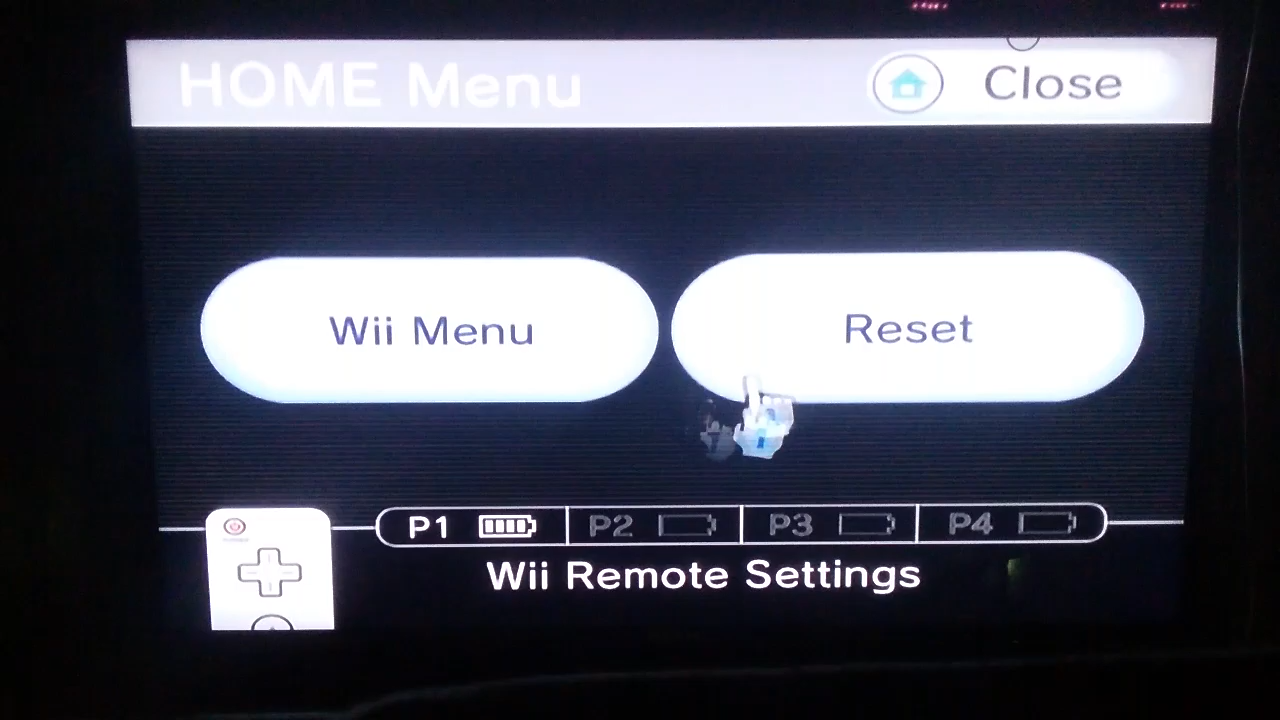 HOME Menu
Close
Wii Menu
Reset
P1
P2
P3
P4
Wii Remote Settings